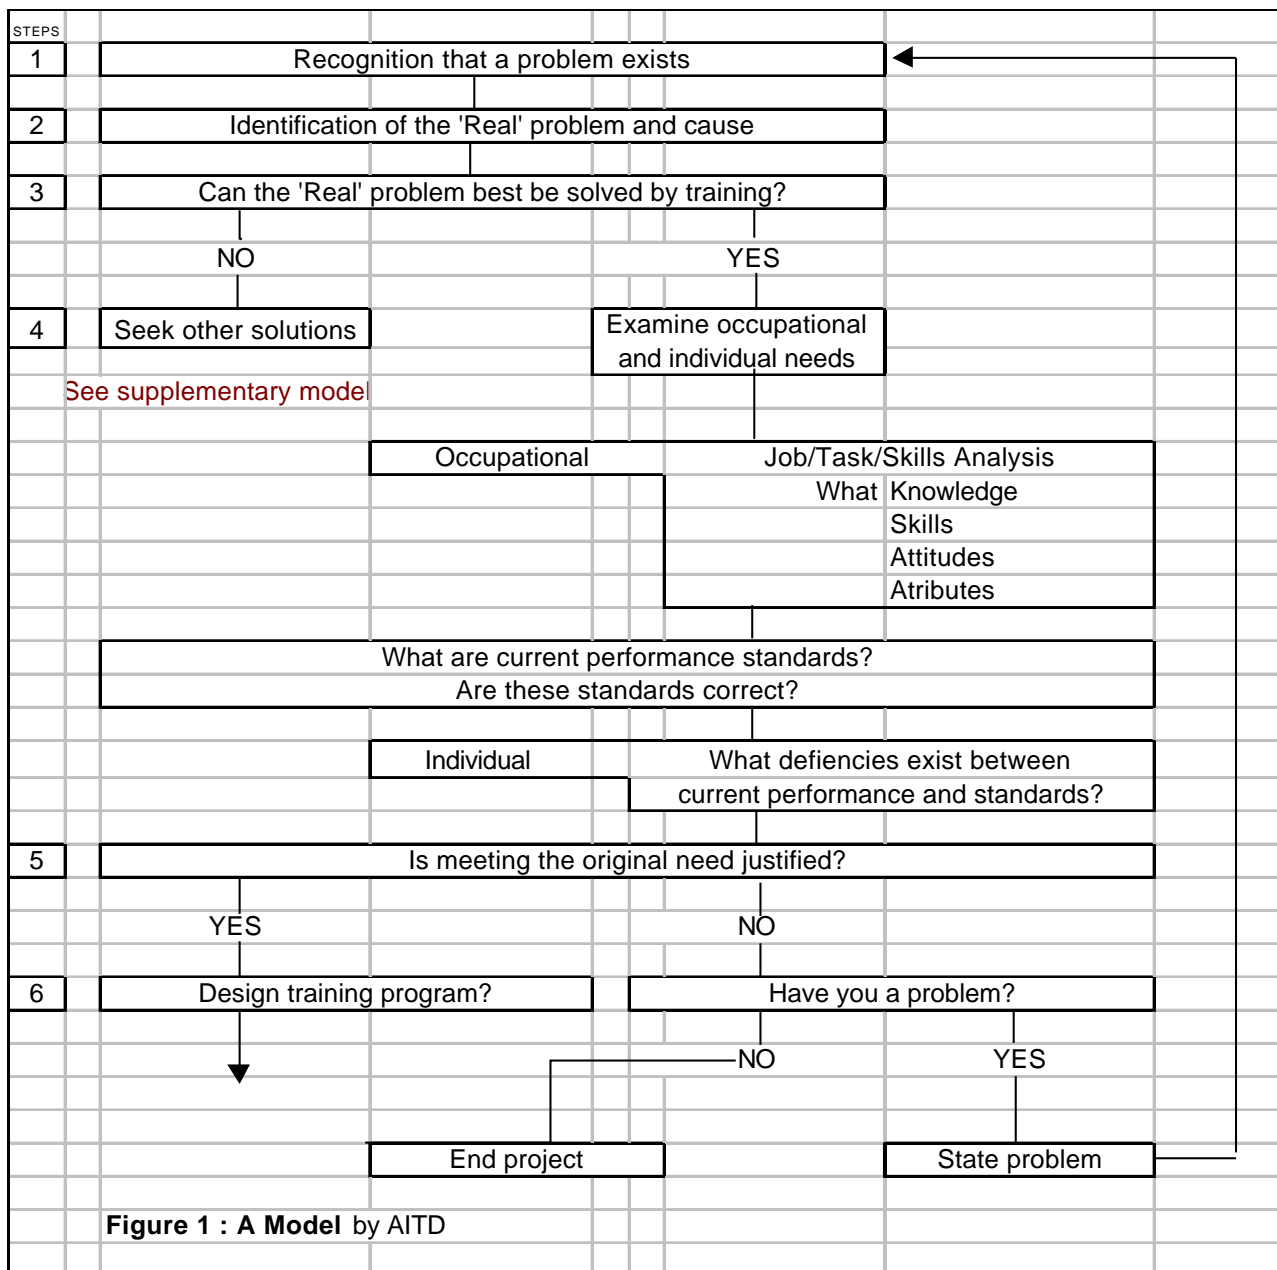 STEPS
1
Recognition that a problem exists
2
Identification of the 'Real' problem and cause
3
Can the 'Real' problem best be solved by training?
NO
YES
4
Seek other solutions
Examine occupational
and individual needs
See supplementary model
Occupational
Job/Task/Skills Analysis
What Knowledge
Skills
Attitudes
Atributes
What are current performance standards?
Are these standards correct?
Individual
What defiencies exist between
current performance and standards?
5
Is meeting the original need justified?
YES
NO
6
Design training program?
Have you a problem?
NO
YES
End project
State problem
Figure 1 : A Model by AITD